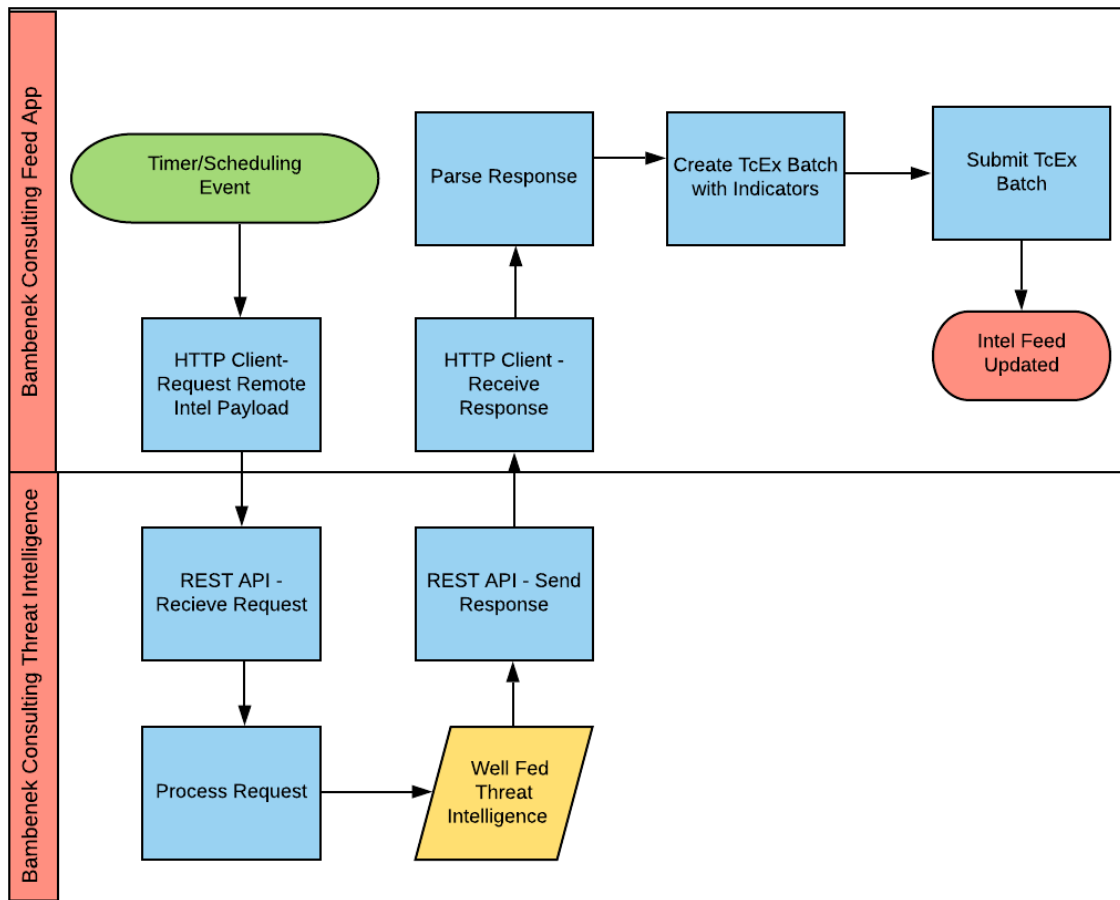 Bambenek Consulting Feed App
Timer/Scheduling
Event
HTTP Client-
Request Remote
Intel Payload
Parse Response
HTTP Client -
Receive
Response
Create TcEx Batch
with Indicators
Submit TcEx
Batch
Intel Feed
Updated
Bambenek Consulting Threat Intelligence
REST API -
Recieve Request
Process Request
REST API - Send
Response
Well Fed
Threat
Intelligence